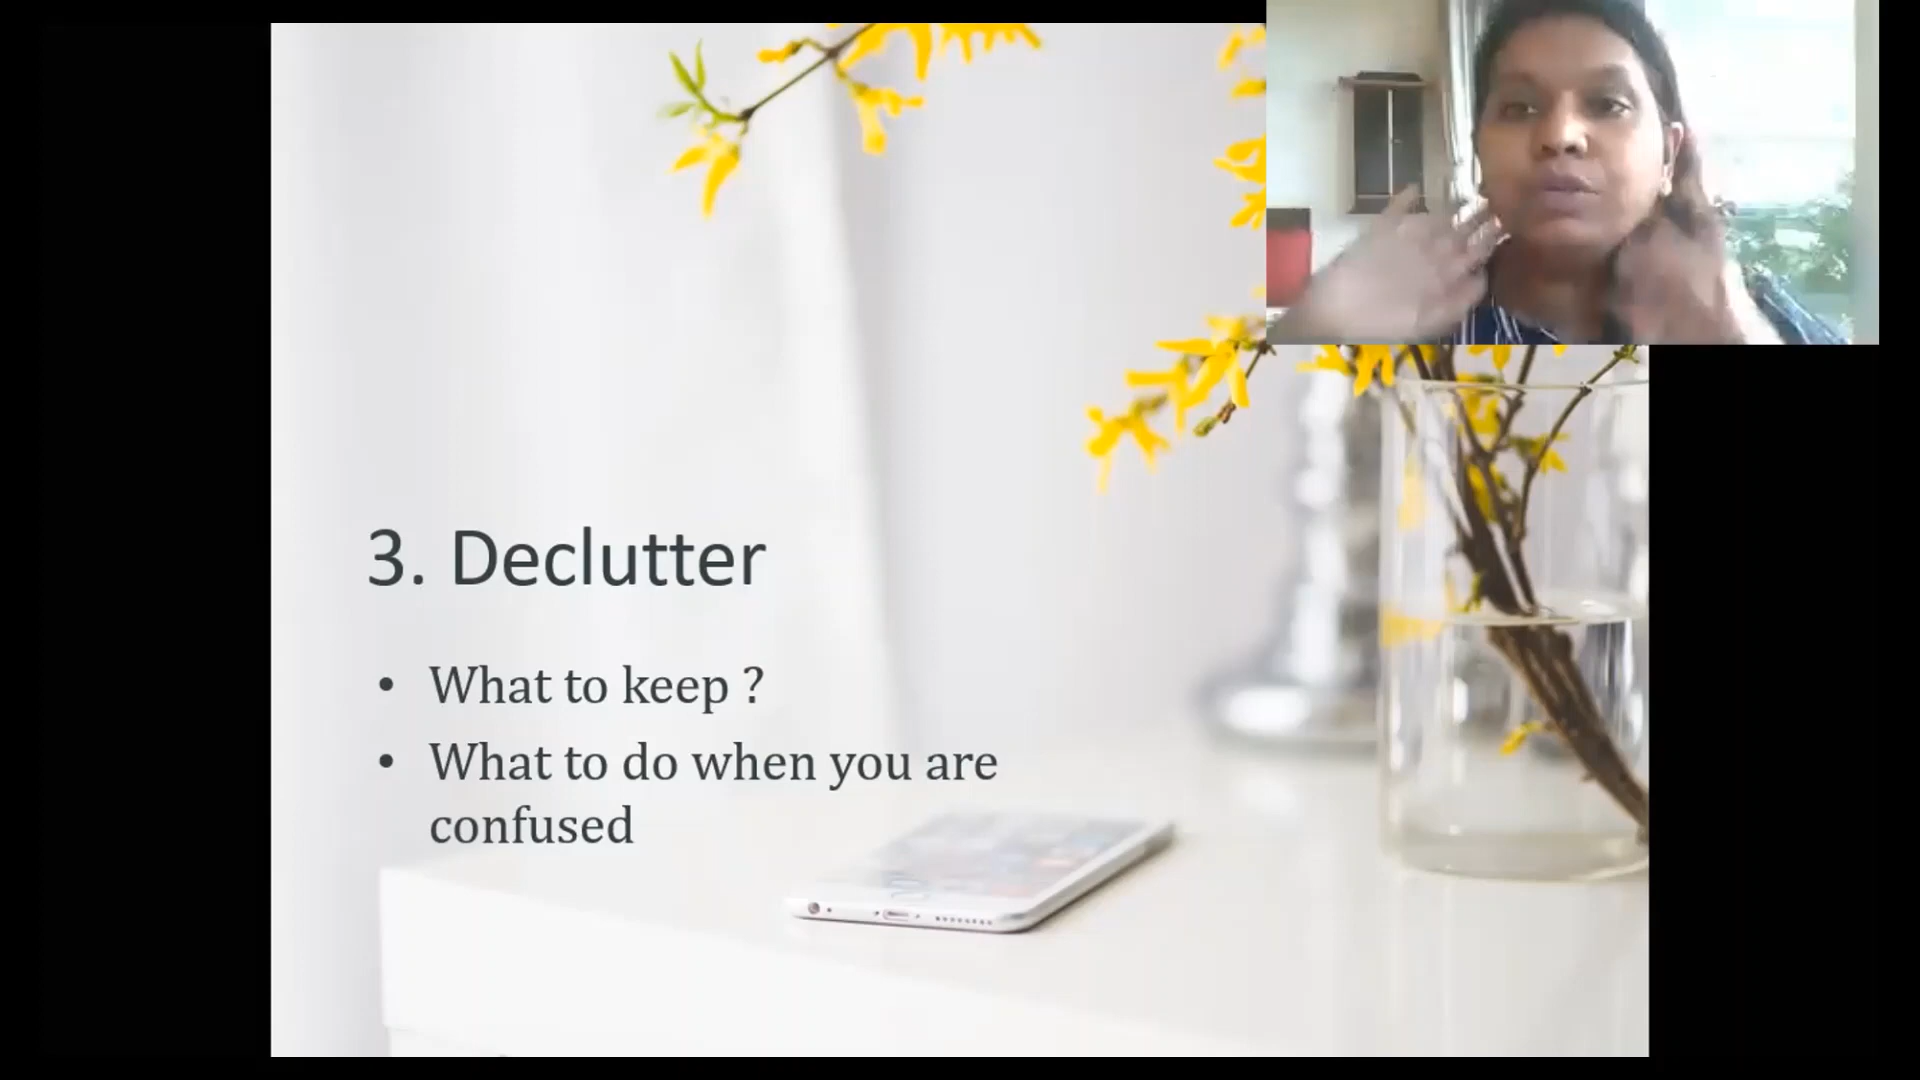 3. Declutter
• What to keep ?
• What to do when you are
confused